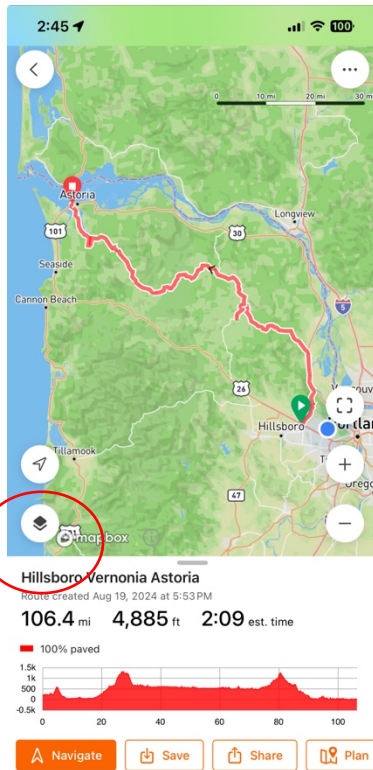 2:45
100
0 10 mi 20 mi 30 m
Astoria
Longview
101
30
Seaside
Cannon Beach
5
26
Vancouv
Hillsboro
Portlan
Tillamook
Orego
47
mapbox
Hillsboro Vernonia Astoria
Route created Aug 19, 2024 at 5:53 PM
106.4 mi 4,885 ft 2:09 est. time
100% paved
1.5k
1k
500
0
-0.5k
0 20 40 60 80 100
Navigate Save Share Plan